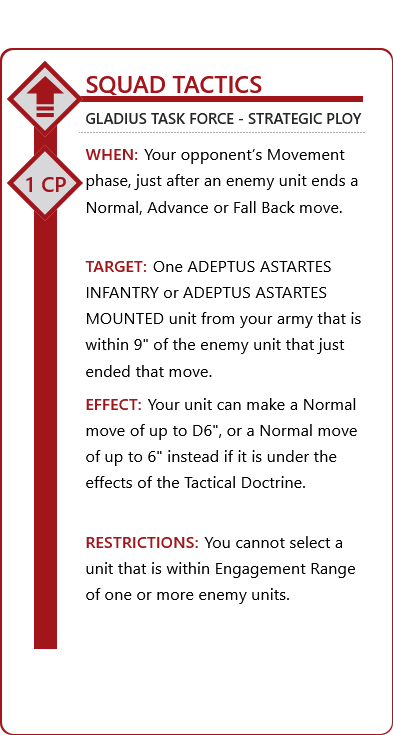 SQUAD TACTICS
GLADIUS TASK FORCE - STRATEGIC PLOY
WHEN: Your opponent’s Movement
phase, just after an enemy unit ends a
Normal, Advance or Fall Back move.
1 CP
TARGET: One ADEPTUS ASTARTES
INFANTRY or ADEPTUS ASTARTES
MOUNTED unit from your army that is
within 9" of the enemy unit that just
ended that move.
EFFECT: Your unit can make a Normal
move of up to D6", or a Normal move
of up to 6" instead if it is under the
effects of the Tactical Doctrine.
RESTRICTIONS: You cannot select a
unit that is within Engagement Range
of one or more enemy units.